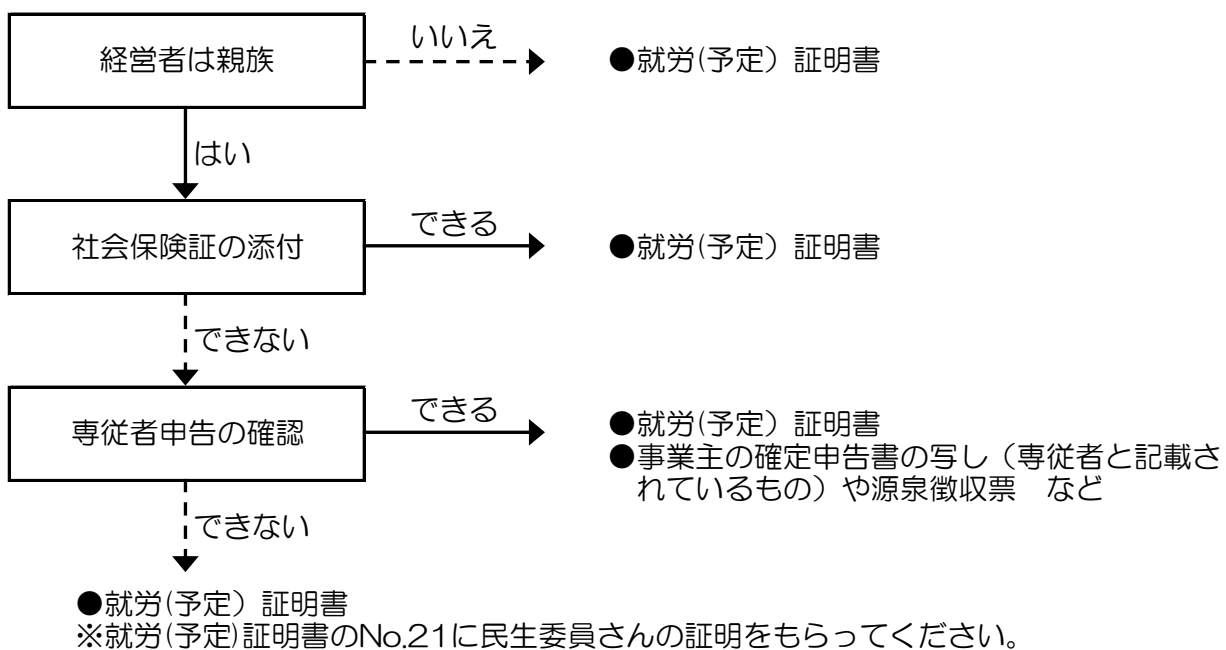 経営者は親族
いいえ
●就労(予定）証明書
はい
社会保険証の添付
できる
●就労(予定）証明書
できない
専従者申告の確認
できる
●就労(予定）証明書
●事業主の確定申告書の写し（専従者と記載さ
れているもの）や源泉徴収票　など
できない
●就労(予定）証明書
※就労(予定)証明書のNo.21に民生委員さんの証明をもらってください。